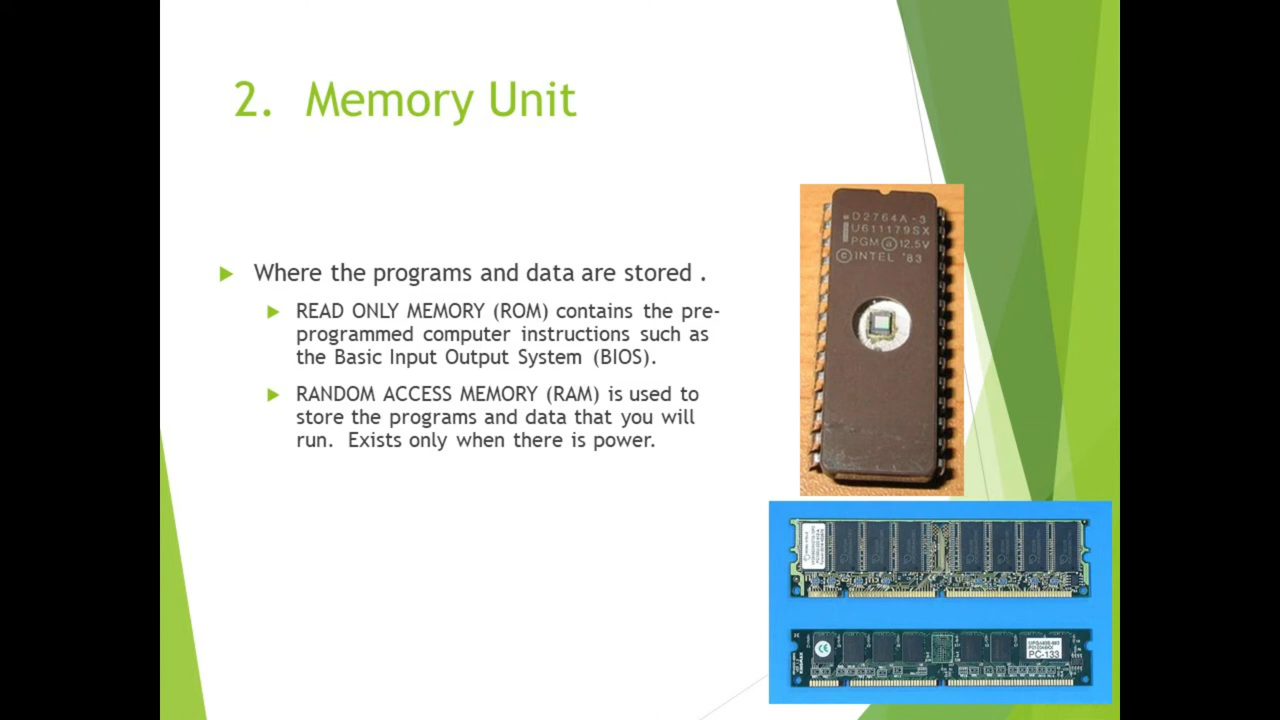 2. Memory Unit
Where the programs and data are stored .
READ ONLY MEMORY (ROM) contains the pre-
programmed computer instructions such as
the Basic Input Output System (BIOS).
RANDOM ACCESS MEMORY (RAM) is used to
store the programs and data that you will
run. Exists only when there is power.
D2764A-3
U611179SX
PGM @ 12.5V
© INTEL '83
PC-133